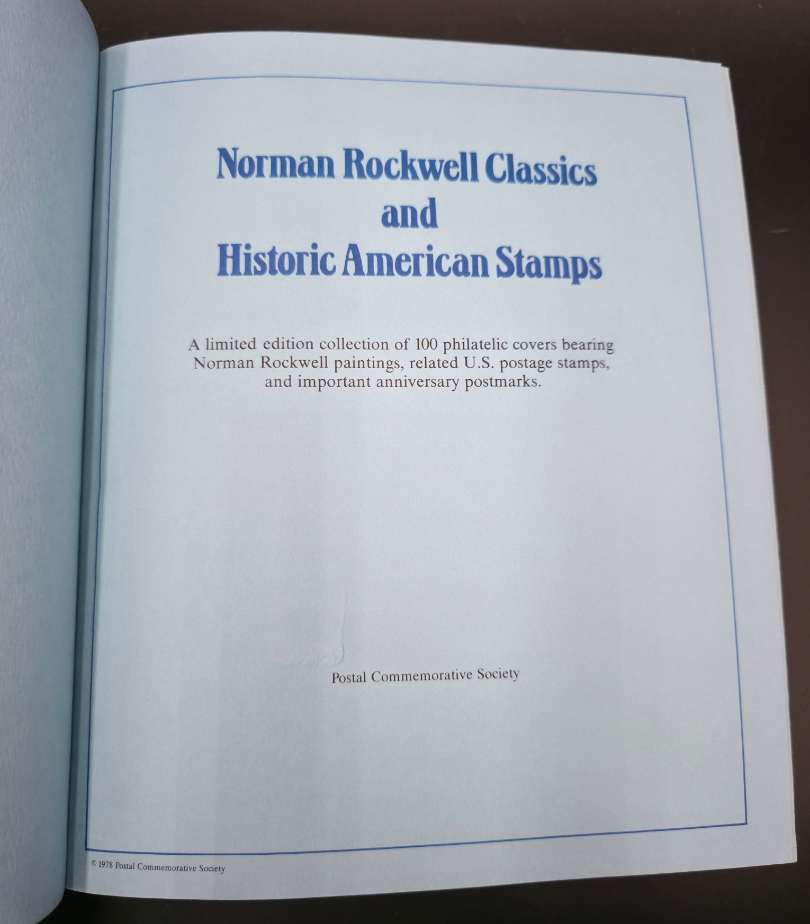 Norman Rockwell Classics
and
Historic American Stamps
A limited edition collection of 100 philatelic covers bearing
Norman Rockwell paintings, related U.S. postage stamps,
and important anniversary postmarks.
Postal Commemorative Society
© 1978 Postal Commemorative Society